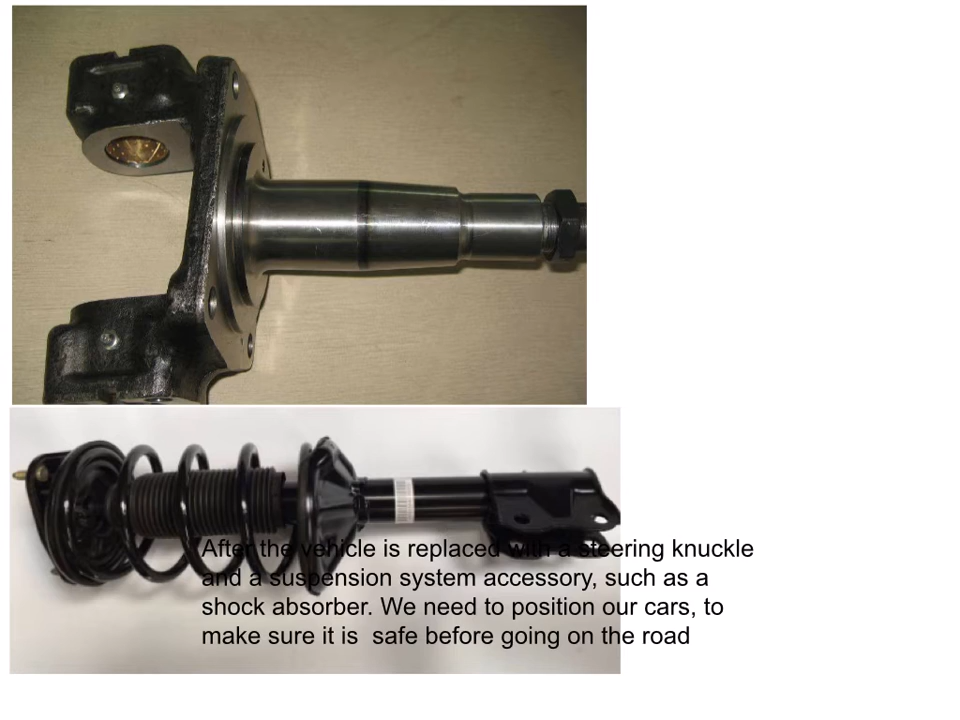 After the vehicle is replaced with a steering knuckle
and a suspension system accessory, such as a
shock absorber. We need to position our cars, to
make sure it is  safe before going on the road